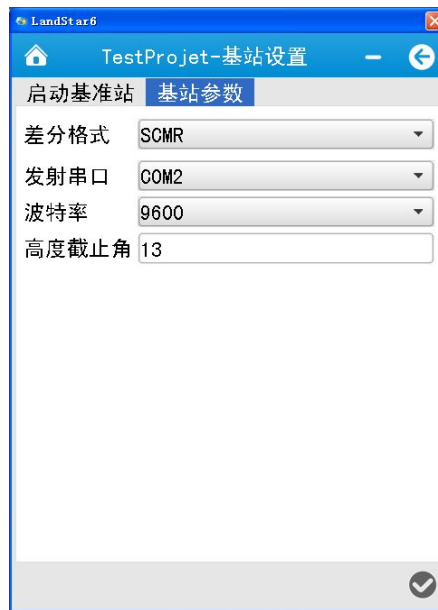 LandStar6
TestProjet-基站设置
启动基准站 基站参数
差分格式 SCMR
发射串口 COM2
波特率 9600
高度截止角 13